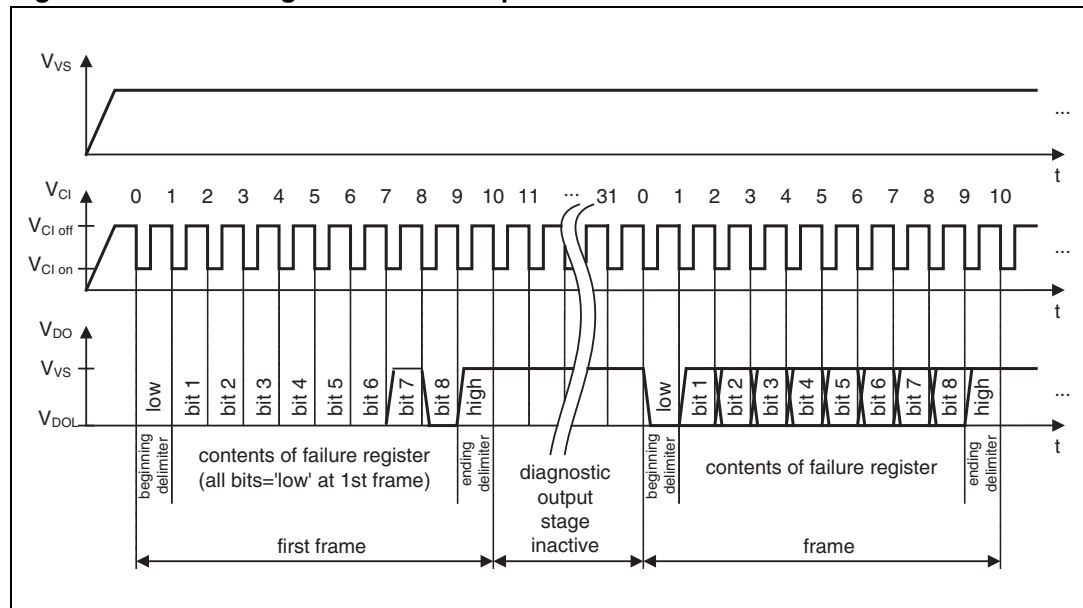 V_VS
...
t
V_CI
0 1 2 3 4 5 6 7 8 9 10 11 ... 31 0 1 2 3 4 5 6 7 8 9 10
V_CI off
V_CI on
...
t
V_DO
V_VS
V_DOL
low bit 1 bit 2 bit 3 bit 4 bit 5 bit 6 bit 7 bit 8 high low bit 1 bit 2 bit 3 bit 4 bit 5 bit 6 bit 7 bit 8 high
...
t
beginning
delimiter
contents of failure register
(all bits='low' at 1st frame)
ending
delimiter
diagnostic
output
stage
inactive
beginning
delimiter
contents of failure register
ending
delimiter
first frame
frame